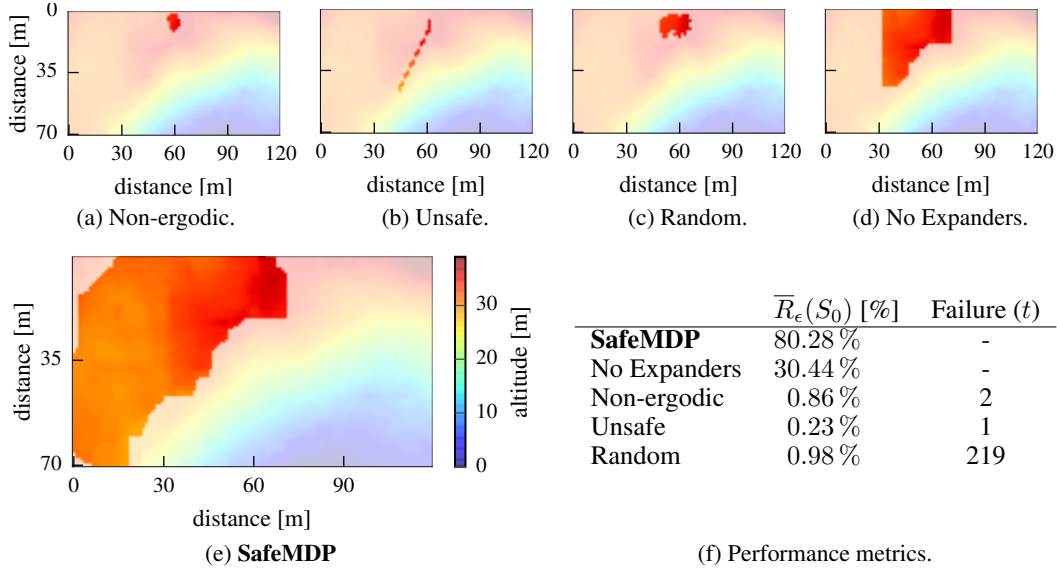 distance [m]
0
35
70
0 30 60 90 120
0 30 60 90 120
0 30 60 90 120
0 30 60 90 120
distance [m] distance [m] distance [m] distance [m]
(a) Non-ergodic. (b) Unsafe. (c) Random. (d) No Expanders.
distance [m]
35
70
0 30 60 90
distance [m]
30
20
10
0
altitude [m]
(e) SafeMDP
R̅ϵ(S0) [%] Failure (t)
SafeMDP 80.28 % -
No Expanders 30.44 % -
Non-ergodic 0.86 % 2
Unsafe 0.23 % 1
Random 0.98 % 219
(f) Performance metrics.